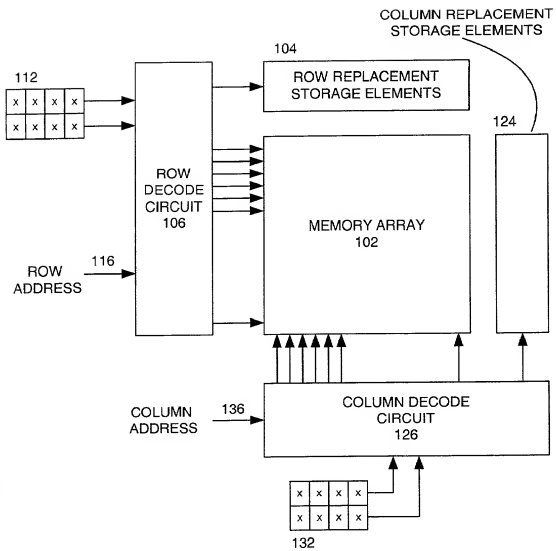 COLUMN REPLACEMENT
STORAGE ELEMENTS
104
112
ROW REPLACEMENT
STORAGE ELEMENTS
x x x x
x x x x
124
ROW
DECODE
CIRCUIT
106
MEMORY ARRAY
102
ROW
ADDRESS
116
COLUMN
ADDRESS
136
COLUMN DECODE
CIRCUIT
126
x x x x
x x x x
132